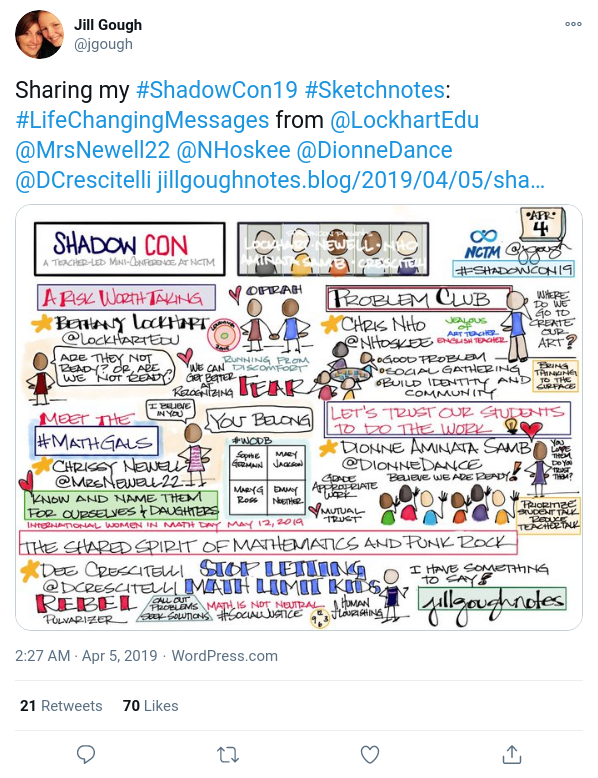 Jill Gough
@jgough
Sharing my #ShadowCon19 #Sketchnotes:
#LifeChangingMessages from @LockhartEdu
@MrsNewell22 @NHoskee @DionneDance
@DCrescitelli jillgoughnotes.blog/2019/04/05/sha…
SHADOW CON
A TEACHER-LED MINI-CONFERENCE AT NCTM
LOCKHART • NEWELL • NHO
AMINATA SAMB • CRESCITELLI
•APR•
4
NCTM @jgough
#SHADOWCON19
A RISK WORTH TAKING
BETHANY LOCKHART
@LOCKHARTEDU
ARE THEY NOT
READY? OR, ARE
WE NOT READY?
OPRAH
RUNNING FROM
DISCOMFORT
WE CAN
GET BETTER
AT
RECOGNIZING
FEAR
PROBLEM CLUB
CHRIS NHO
@NHOSKEE
JEALOUS
OF
ART TEACHER
ENGLISH TEACHER
GOOD PROBLEM
SOCIAL GATHERING
BUILD IDENTITY AND
COMMUNITY
WHERE
DO WE
GO TO
CREATE
OUR
ART?
BRING
THINKING
TO THE
SURFACE
MEET THE
#MATHGALS
CHRISSY NEWELL
@MRSNEWELL22
KNOW AND NAME THEM
FOR OURSELVES & DAUGHTERS
INTERNATIONAL WOMEN IN MATH DAY MAY 12, 2019
I BELIEVE
IN YOU
YOU BELONG
#WODB
SOPHIE
GERMAIN
MARY
JACKSON
MARY G
ROSS
EMMY
NOETHER
LET'S TRUST OUR STUDENTS
TO DO THE WORK
DIONNE AMINATA SAMB
@DIONNEDANCE
BELIEVE WE ARE READY!
GRADE
APPROPRIATE
WORK
MUTUAL
TRUST
YOU
LOVE
THEM
DO YOU
TRUST
THEM?
PRIORITIZE
STUDENT TALK
REDUCE
TEACHER TALK
THE SHARED SPIRIT OF MATHEMATICS AND PUNK ROCK
DEE CRESCITELLI
@DCRESCITELLI
STOP LETTING
MATH LIMIT KIDS
REBEL
PULVARIZER
CALL OUT
PROBLEMS
SEEK SOLUTIONS
MATH IS NOT NEUTRAL
#SOCIALJUSTICE
HUMAN
FLOURISHING
I HAVE SOMETHING
TO SAY
jillgoughnotes
2:27 AM · Apr 5, 2019 · WordPress.com
21 Retweets 70 Likes